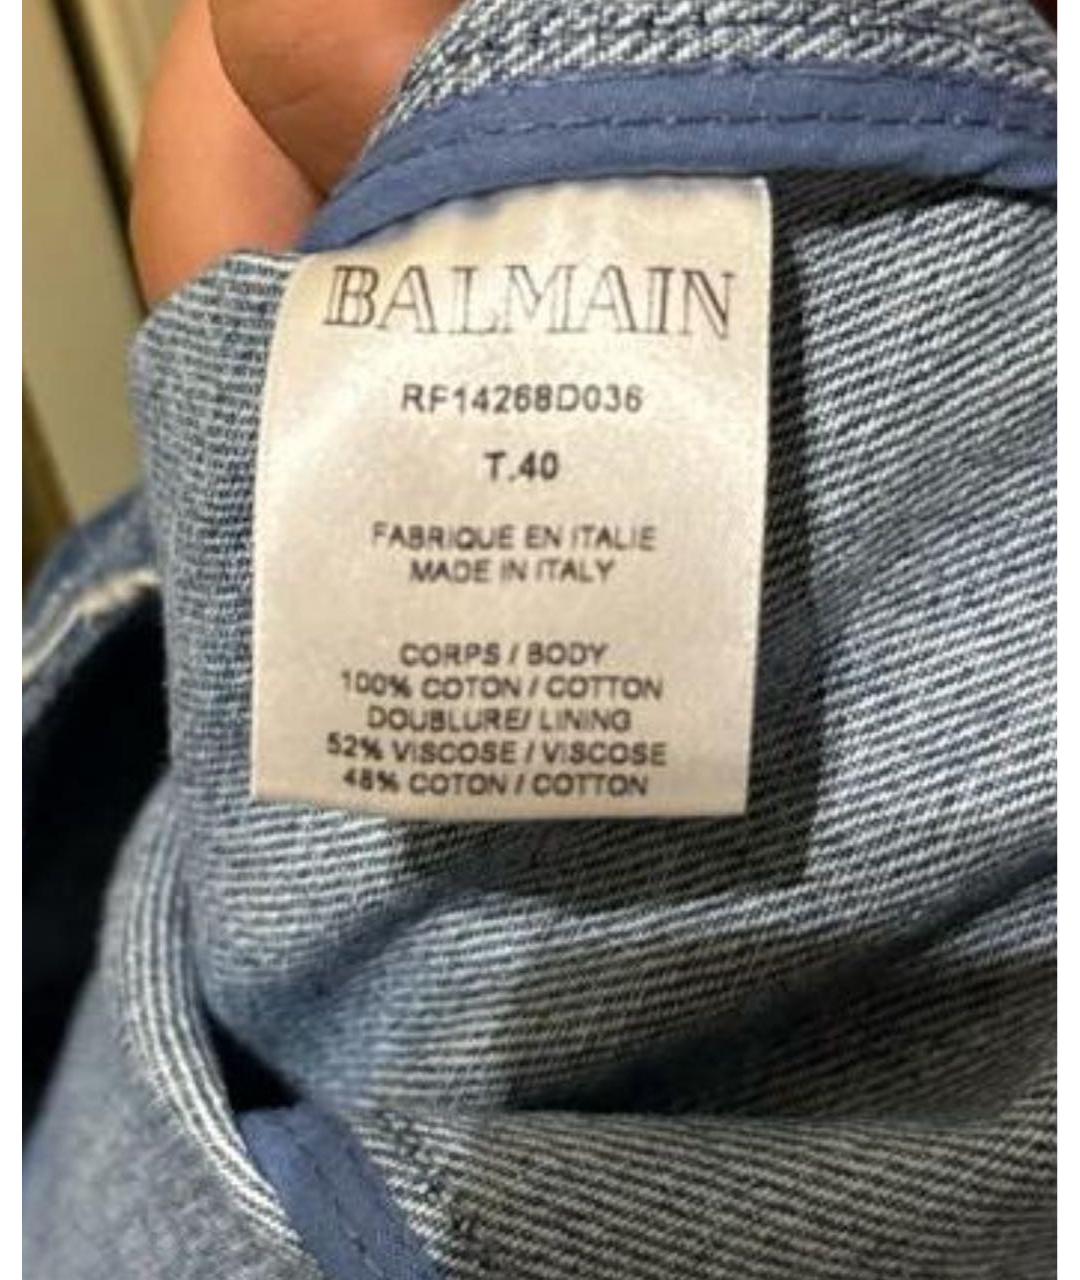 BALMAIN
RF14268D036
T.40
FABRIQUE EN ITALIE
MADE IN ITALY
CORPS / BODY
100% COTON / COTTON
DOUBLURE/ LINING
52% VISCOSE / VISCOSE
48% COTON / COTTON